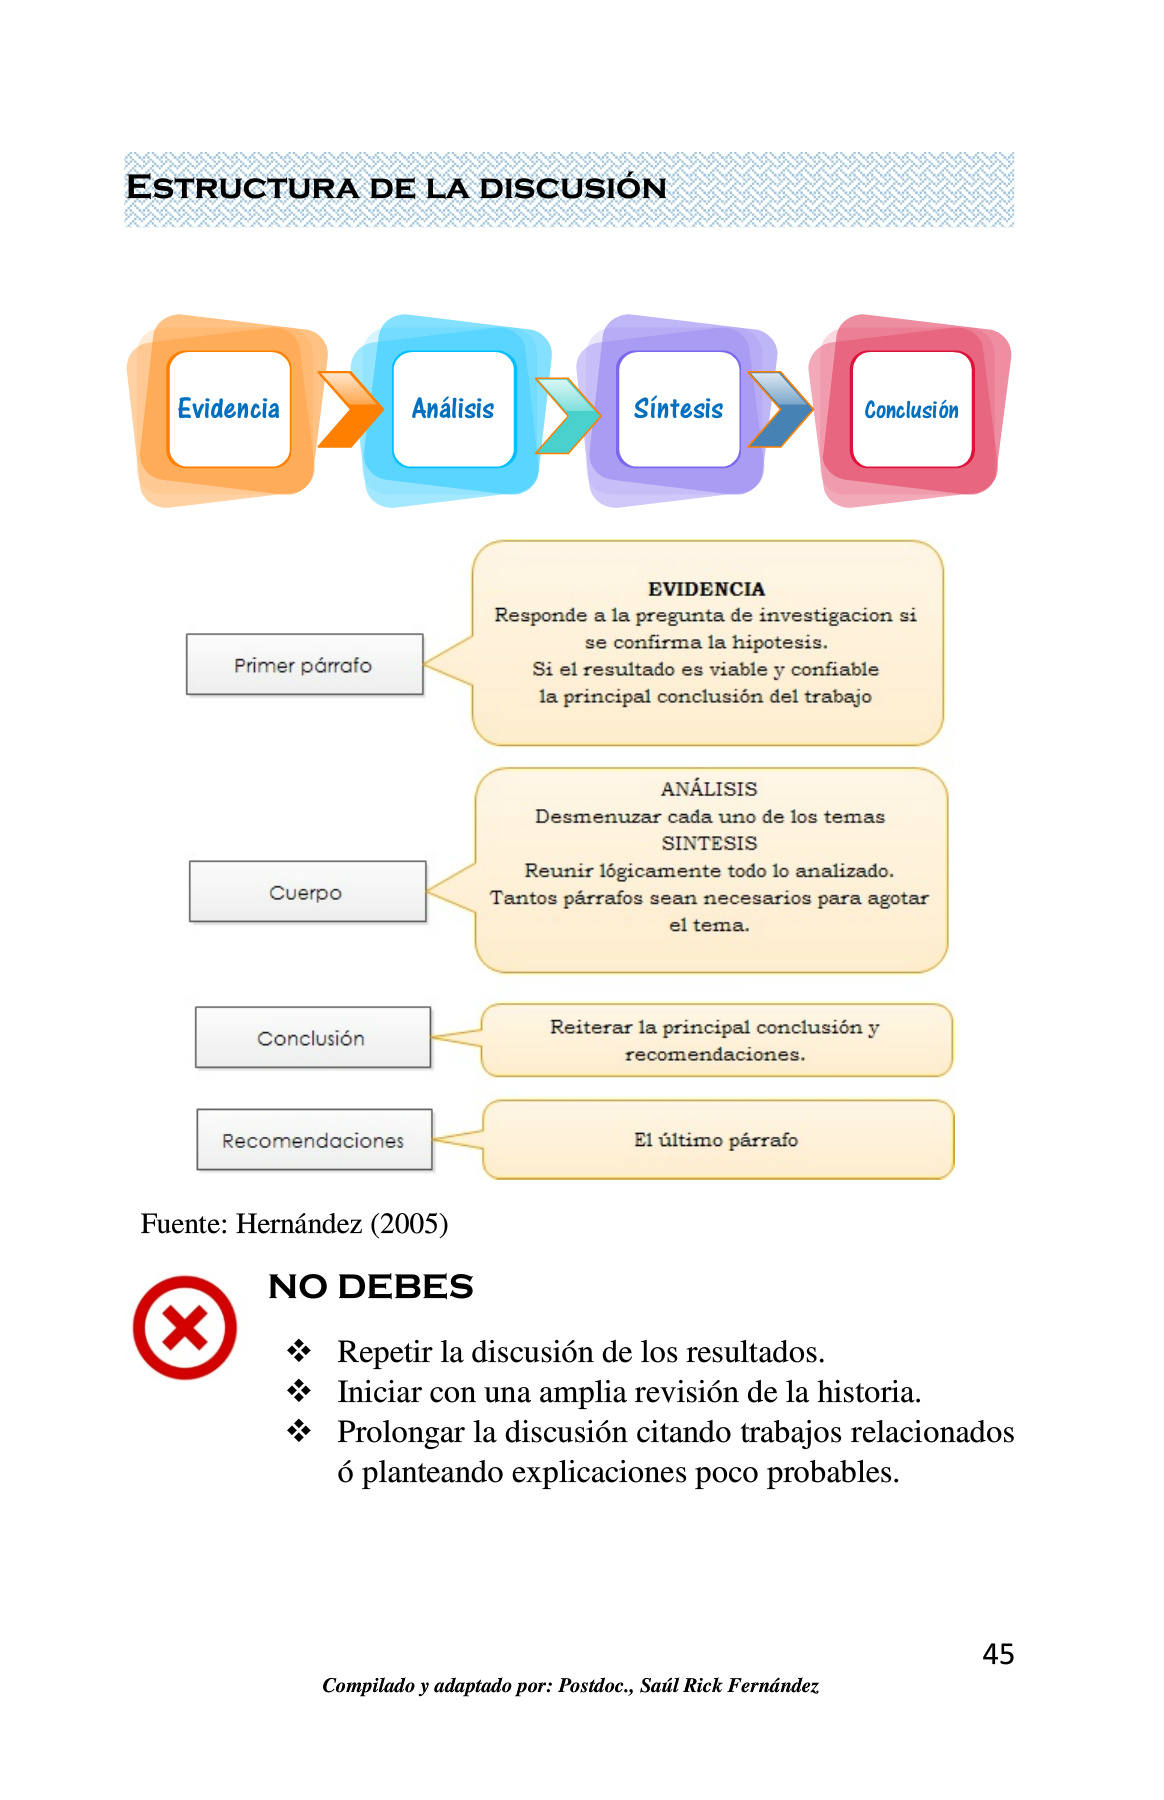 ESTRUCTURA DE LA DISCUSIÓN
Evidencia
Análisis
Síntesis
Conclusión
Primer párrafo
EVIDENCIA
Responde a la pregunta de investigacion si
se confirma la hipotesis.
Si el resultado es viable y confiable
la principal conclusión del trabajo
Cuerpo
ANÁLISIS
Desmenuzar cada uno de los temas
SINTESIS
Reunir lógicamente todo lo analizado.
Tantos párrafos sean necesarios para agotar
el tema.
Conclusión
Reiterar la principal conclusión y
recomendaciones.
Recomendaciones
El último párrafo
Fuente: Hernández (2005)
NO DEBES
❖ Repetir la discusión de los resultados.
❖ Iniciar con una amplia revisión de la historia.
❖ Prolongar la discusión citando trabajos relacionados
ó planteando explicaciones poco probables.
45
Compilado y adaptado por: Postdoc., Saúl Rick Fernández